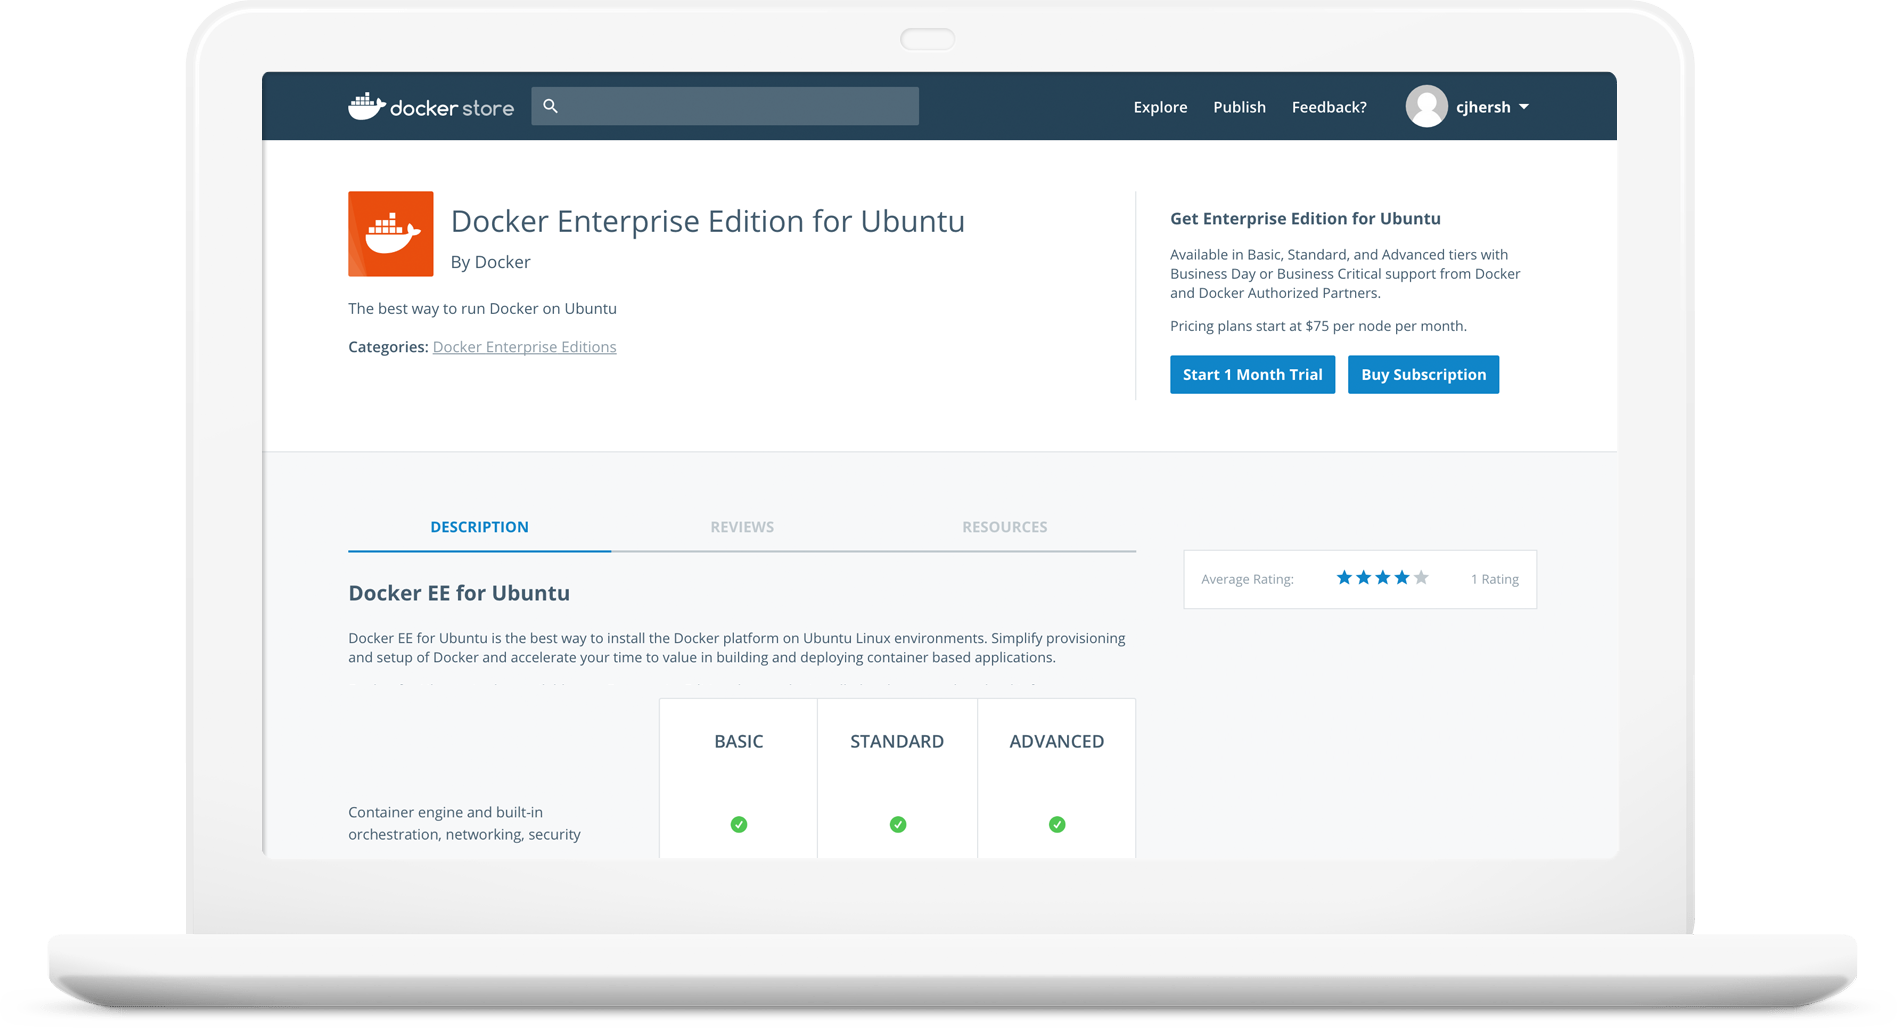 docker store
Explore
Publish
Feedback?
cjhersh
Docker Enterprise Edition for Ubuntu
By Docker
The best way to run Docker on Ubuntu
Categories: Docker Enterprise Editions
Get Enterprise Edition for Ubuntu
Available in Basic, Standard, and Advanced tiers with
Business Day or Business Critical support from Docker
and Docker Authorized Partners.
Pricing plans start at $75 per node per month.
Start 1 Month Trial
Buy Subscription
DESCRIPTION
REVIEWS
RESOURCES
Docker EE for Ubuntu
Docker EE for Ubuntu is the best way to install the Docker platform on Ubuntu Linux environments. Simplify provisioning
and setup of Docker and accelerate your time to value in building and deploying container based applications.
Average Rating:
1 Rating
BASIC
STANDARD
ADVANCED
Container engine and built-in
orchestration, networking, security